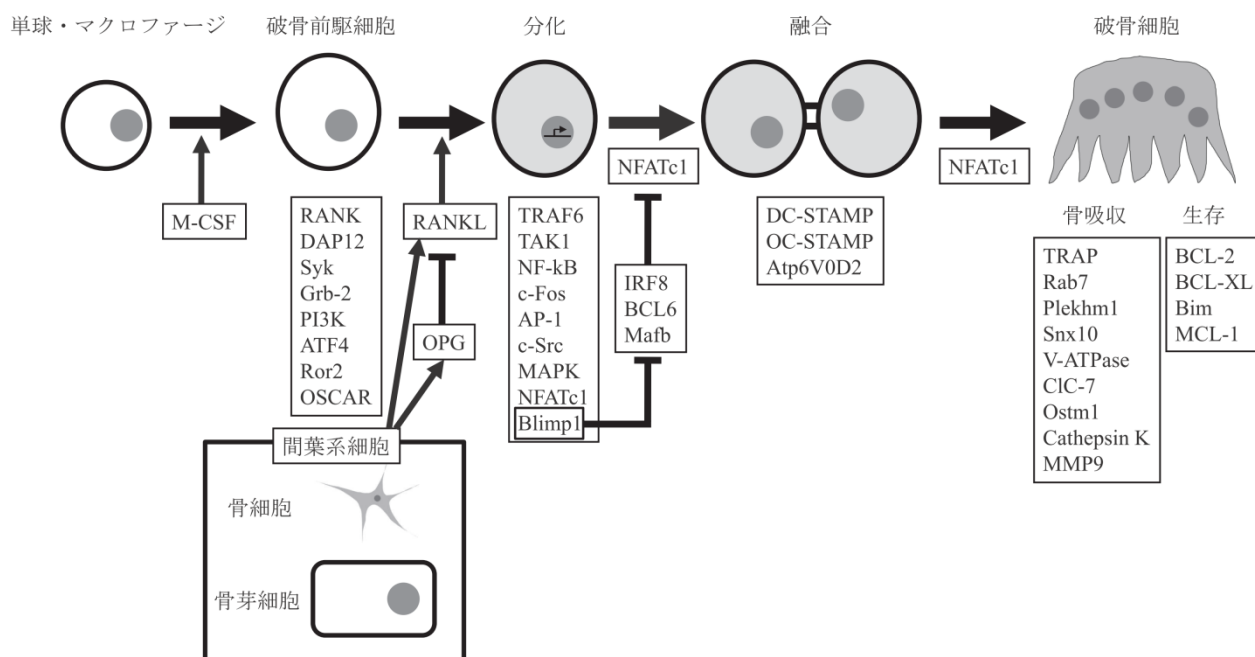 単球・マクロファージ
破骨前駆細胞
分化
融合
破骨細胞
M-CSF
RANKL
OPG
NFATc1
NFATc1
RANK
DAP12
Syk
Grb-2
PI3K
ATF4
Ror2
OSCAR
TRAF6
TAK1
NF-kB
c-Fos
AP-1
c-Src
MAPK
NFATc1
Blimp1
IRF8
BCL6
Mafb
DC-STAMP
OC-STAMP
Atp6V0D2
骨吸収
TRAP
Rab7
Plekhm1
Snx10
V-ATPase
ClC-7
Ostm1
Cathepsin K
MMP9
生存
BCL-2
BCL-XL
Bim
MCL-1
間葉系細胞
骨細胞
骨芽細胞